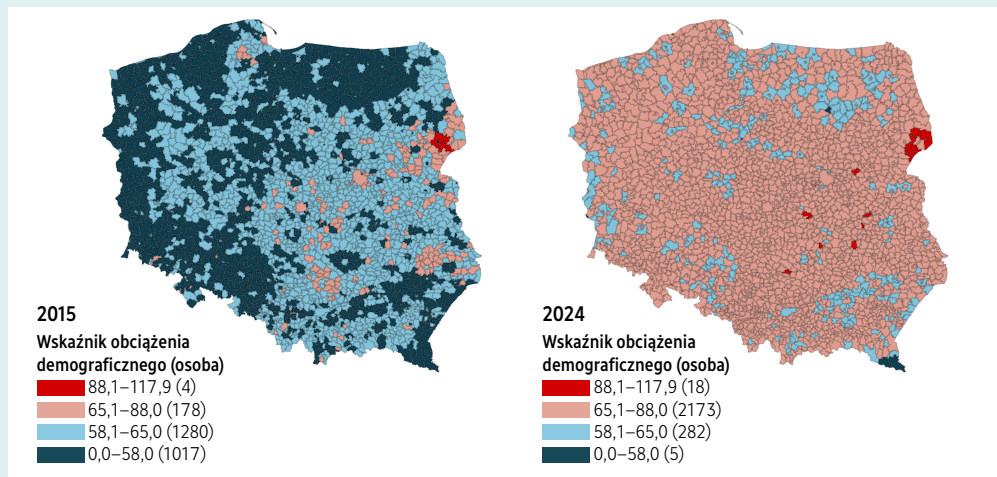 2015
Wskaźnik obciążenia
demograficznego (osoba)
88,1–117,9 (4)
65,1–88,0 (178)
58,1–65,0 (1280)
0,0–58,0 (1017)
2024
Wskaźnik obciążenia
demograficznego (osoba)
88,1–117,9 (18)
65,1–88,0 (2173)
58,1–65,0 (282)
0,0–58,0 (5)